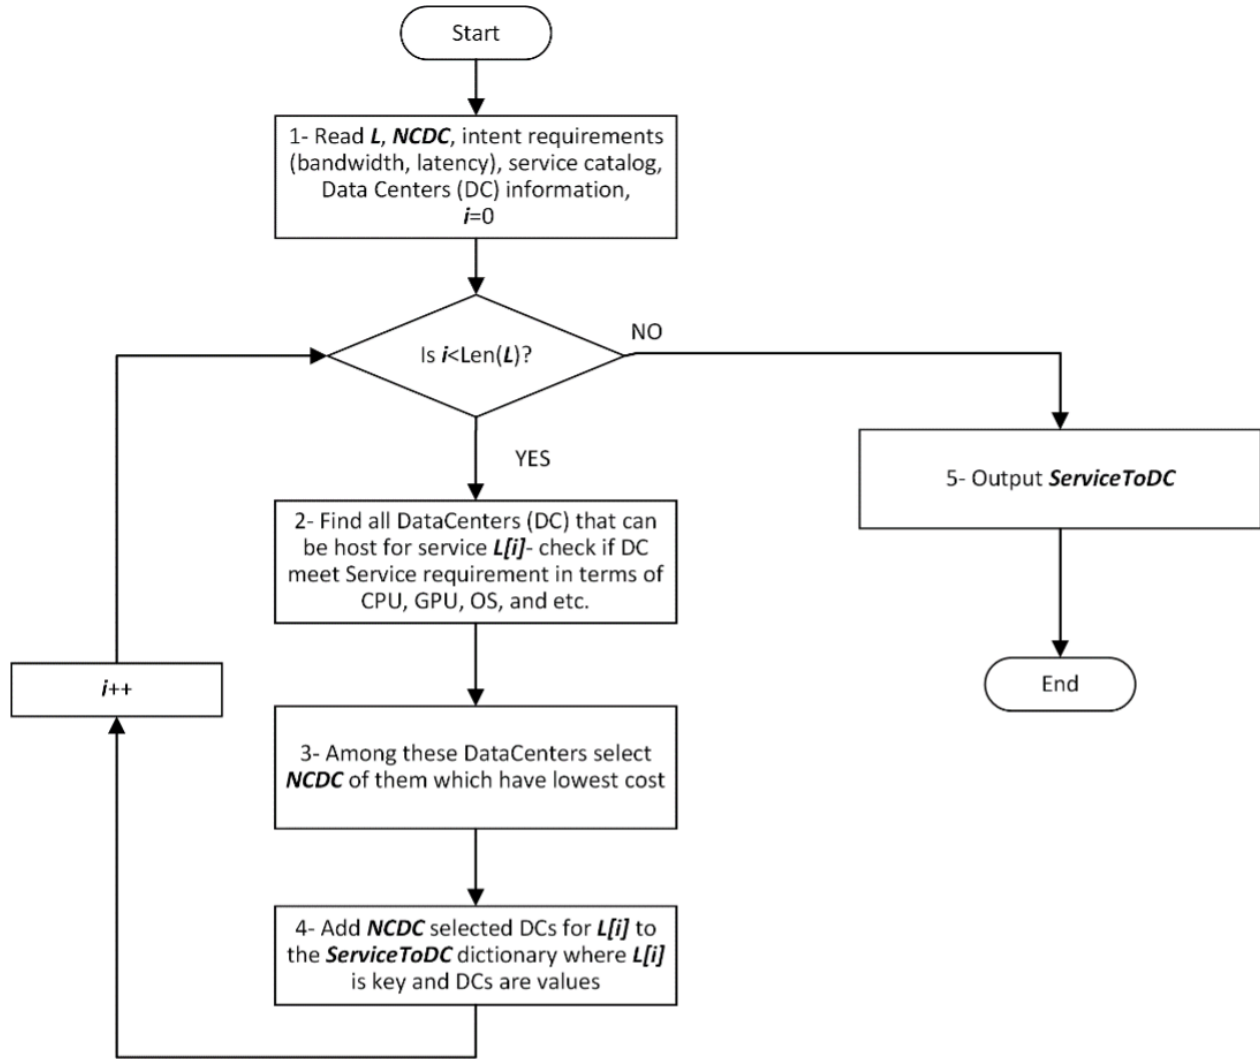 Start
1- Read L, NCDC, intent requirements
(bandwidth, latency), service catalog,
Data Centers (DC) information,
i=0
Is i<Len(L)?
NO
YES
2- Find all DataCenters (DC) that can
be host for service L[i]- check if DC
meet Service requirement in terms of
CPU, GPU, OS, and etc.
3- Among these DataCenters select
NCDC of them which have lowest cost
4- Add NCDC selected DCs for L[i] to
the ServiceToDC dictionary where L[i]
is key and DCs are values
i++
5- Output ServiceToDC
End